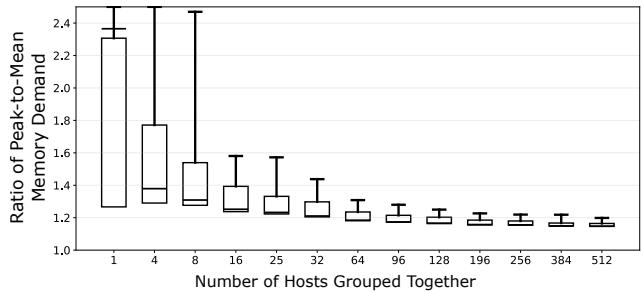 Ratio of Peak-to-Mean
Memory Demand
2.4
2.2
2.0
1.8
1.6
1.4
1.2
1.0
1 4 8 16 25 32 64 96 128 196 256 384 512
Number of Hosts Grouped Together